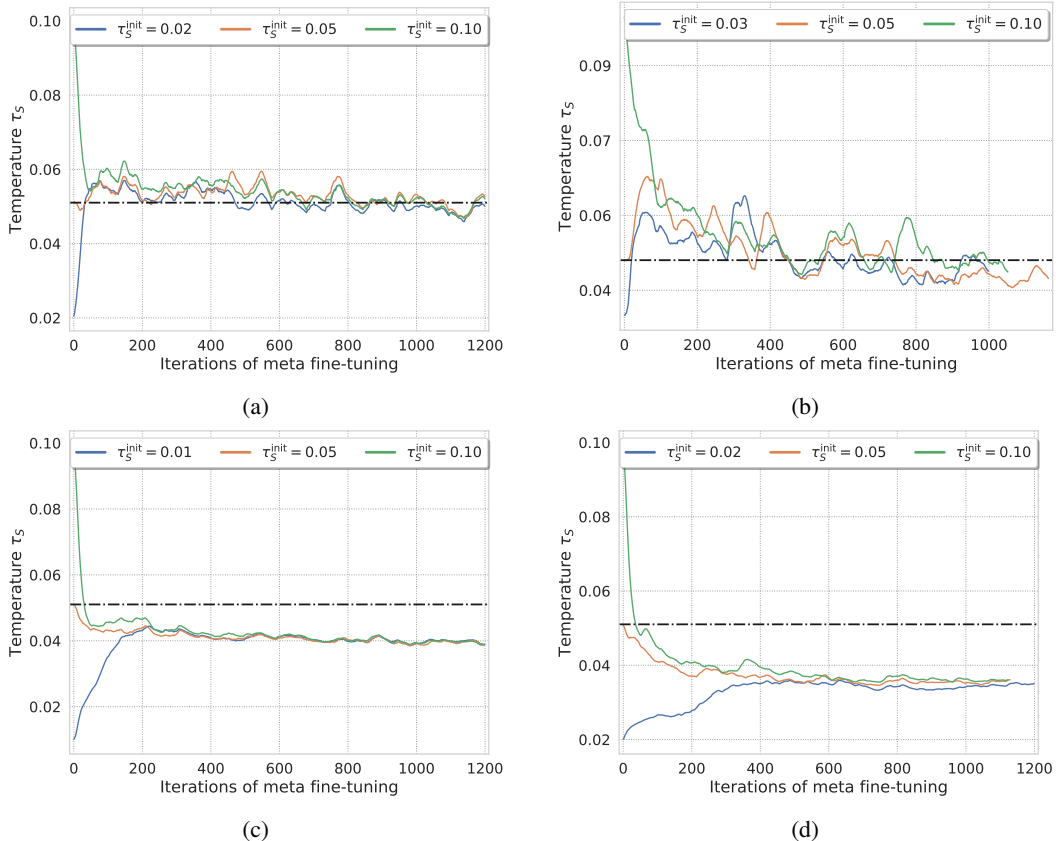 τ_S^init = 0.02 τ_S^init = 0.05 τ_S^init = 0.10
0.10
0.08
0.06
0.04
0.02
Temperature τ_S
0 200 400 600 800 1000 1200
Iterations of meta fine-tuning
(a)
τ_S^init = 0.03 τ_S^init = 0.05 τ_S^init = 0.10
0.09
0.07
0.06
0.04
Temperature τ_S
0 200 400 600 800 1000
Iterations of meta fine-tuning
(b)
τ_S^init = 0.01 τ_S^init = 0.05 τ_S^init = 0.10
0.10
0.08
0.06
0.04
0.02
Temperature τ_S
0 200 400 600 800 1000 1200
Iterations of meta fine-tuning
(c)
τ_S^init = 0.02 τ_S^init = 0.05 τ_S^init = 0.10
0.10
0.08
0.06
0.04
0.02
Temperature τ_S
0 200 400 600 800 1000 1200
Iterations of meta fine-tuning
(d)